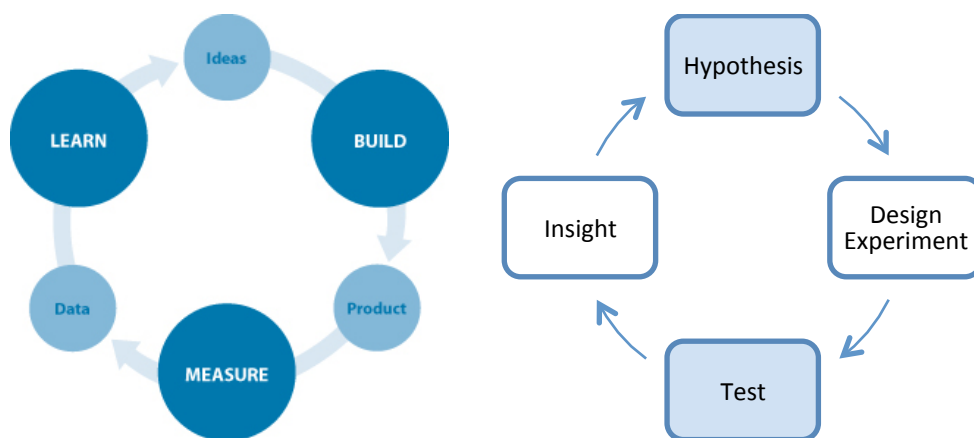 Ideas
LEARN
BUILD
Data
Product
MEASURE
Hypothesis
Insight
Design
Experiment
Test